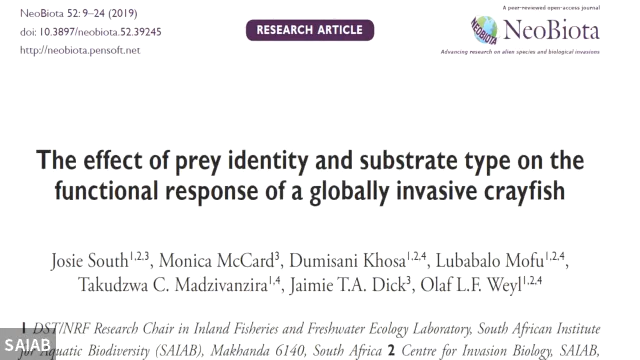 NeoBiota 52: 9–24 (2019)
doi: 10.3897/neobiota.52.39245
http://neobiota.pensoft.net
RESEARCH ARTICLE
A peer-reviewed open-access journal
NEOBIOTA
NeoBiota
Advancing research on alien species and biological invasions
The effect of prey identity and substrate type on the
functional response of a globally invasive crayfish
Josie South1,2,3, Monica McCard3, Dumisani Khosa1,2,4, Lubabalo Mofu1,2,4,
Takudzwa C. Madzivanzira1,4, Jaimie T.A. Dick3, Olaf L.F. Weyl1,2,4
1 DST/NRF Research Chair in Inland Fisheries and Freshwater Ecology Laboratory, South African Institute
for Aquatic Biodiversity (SAIAB), Makhanda 6140, South Africa 2 Centre for Invasion Biology, SAIAB,
SAIAB